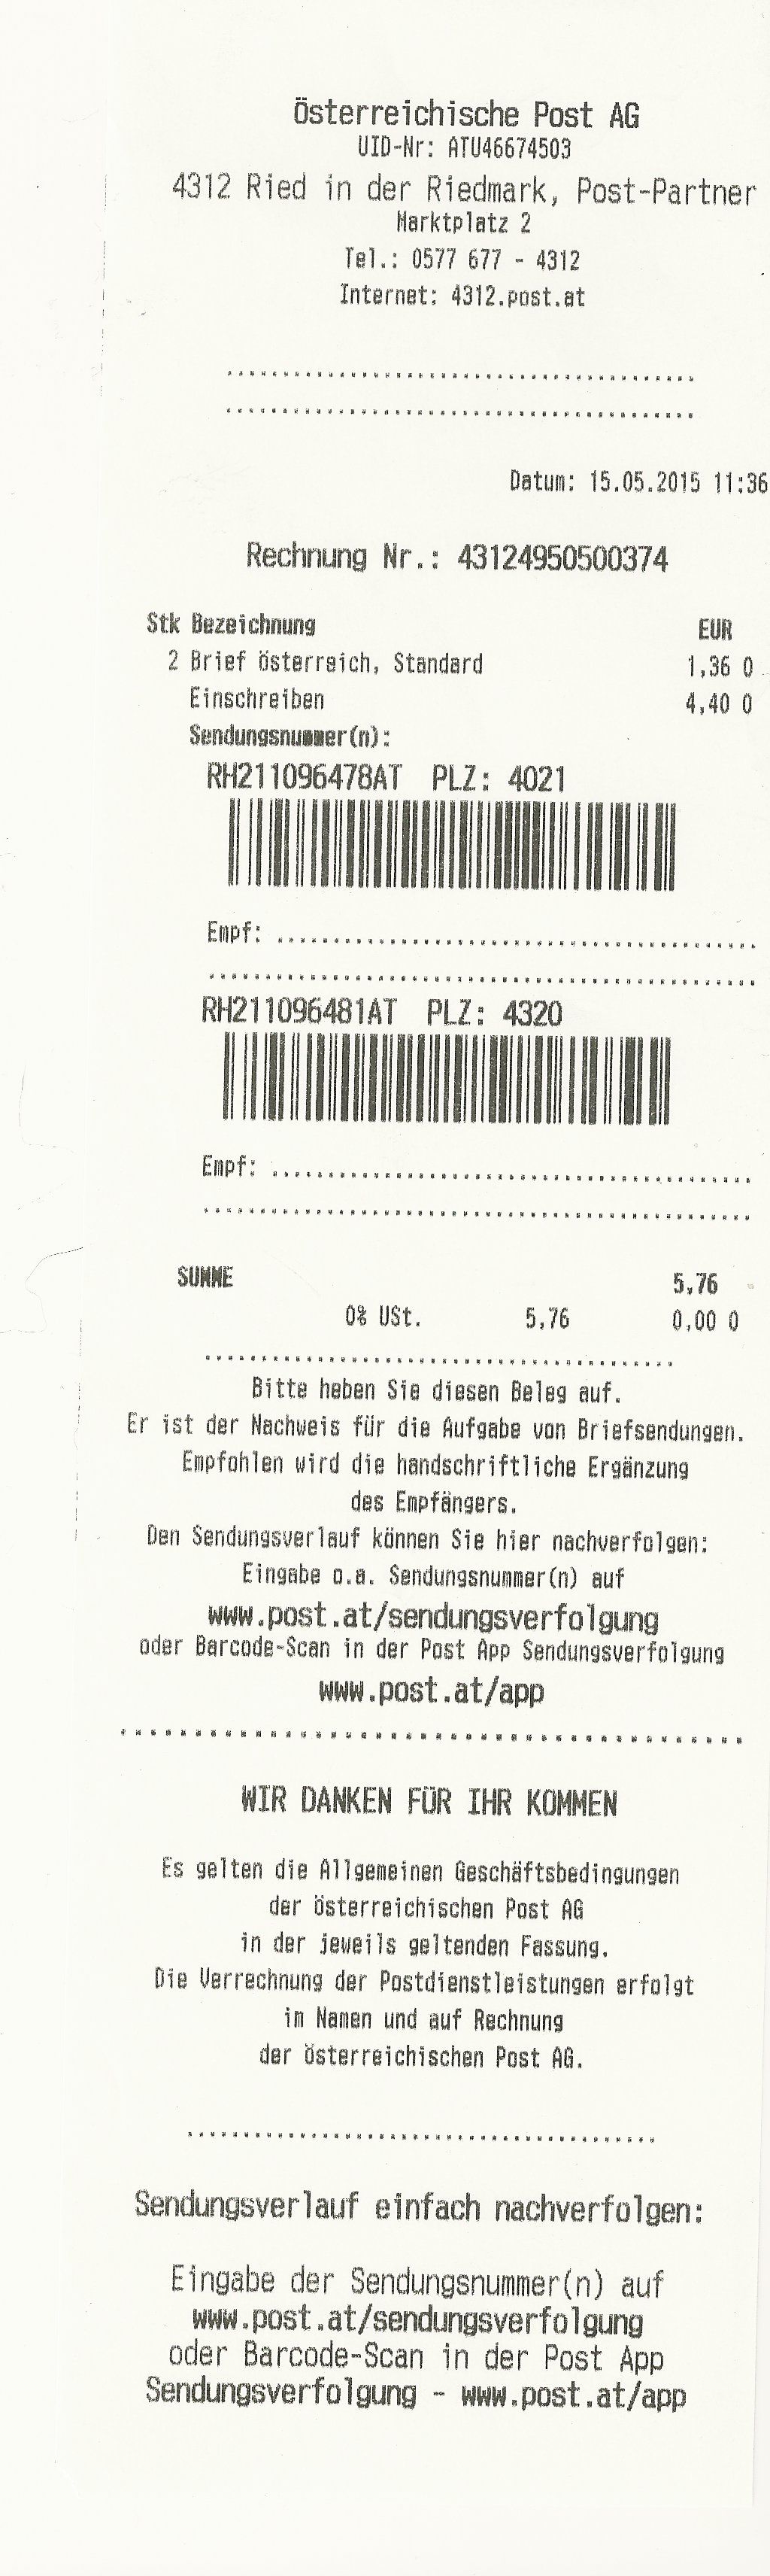 Österreichische Post AG
UID-Nr: ATU46674503
4312 Ried in der Riedmark, Post-Partner
Marktplatz 2
Tel.: 0577 677 - 4312
Internet: 4312.post.at
Datum: 15.05.2015 11:36
Rechnung Nr.: 43124950500374
Stk Bezeichnung EUR
2 Brief Österreich, Standard 1,36 0
Einschreiben 4,40 0
Sendungsnummer(n):
RH211096478AT PLZ: 4021
Empf: ..........................................
..........................................
RH211096481AT PLZ: 4320
Empf: ..........................................
..........................................
SUMME 5,76
0% USt. 5,76 0,00 0
Bitte heben Sie diesen Beleg auf.
Er ist der Nachweis für die Aufgabe von Briefsendungen.
Empfohlen wird die handschriftliche Ergänzung
des Empfängers.
Den Sendungsverlauf können Sie hier nachverfolgen:
Eingabe o.a. Sendungsnummer(n) auf
www.post.at/sendungsverfolgung
oder Barcode-Scan in der Post App Sendungsverfolgung
www.post.at/app
WIR DANKEN FÜR IHR KOMMEN
Es gelten die Allgemeinen Geschäftsbedingungen
der Österreichischen Post AG
in der jeweils geltenden Fassung.
Die Verrechnung der Postdienstleistungen erfolgt
im Namen und auf Rechnung
der Österreichischen Post AG.
Sendungsverlauf einfach nachverfolgen:
Eingabe der Sendungsnummer(n) auf
www.post.at/sendungsverfolgung
oder Barcode-Scan in der Post App
Sendungsverfolgung - www.post.at/app